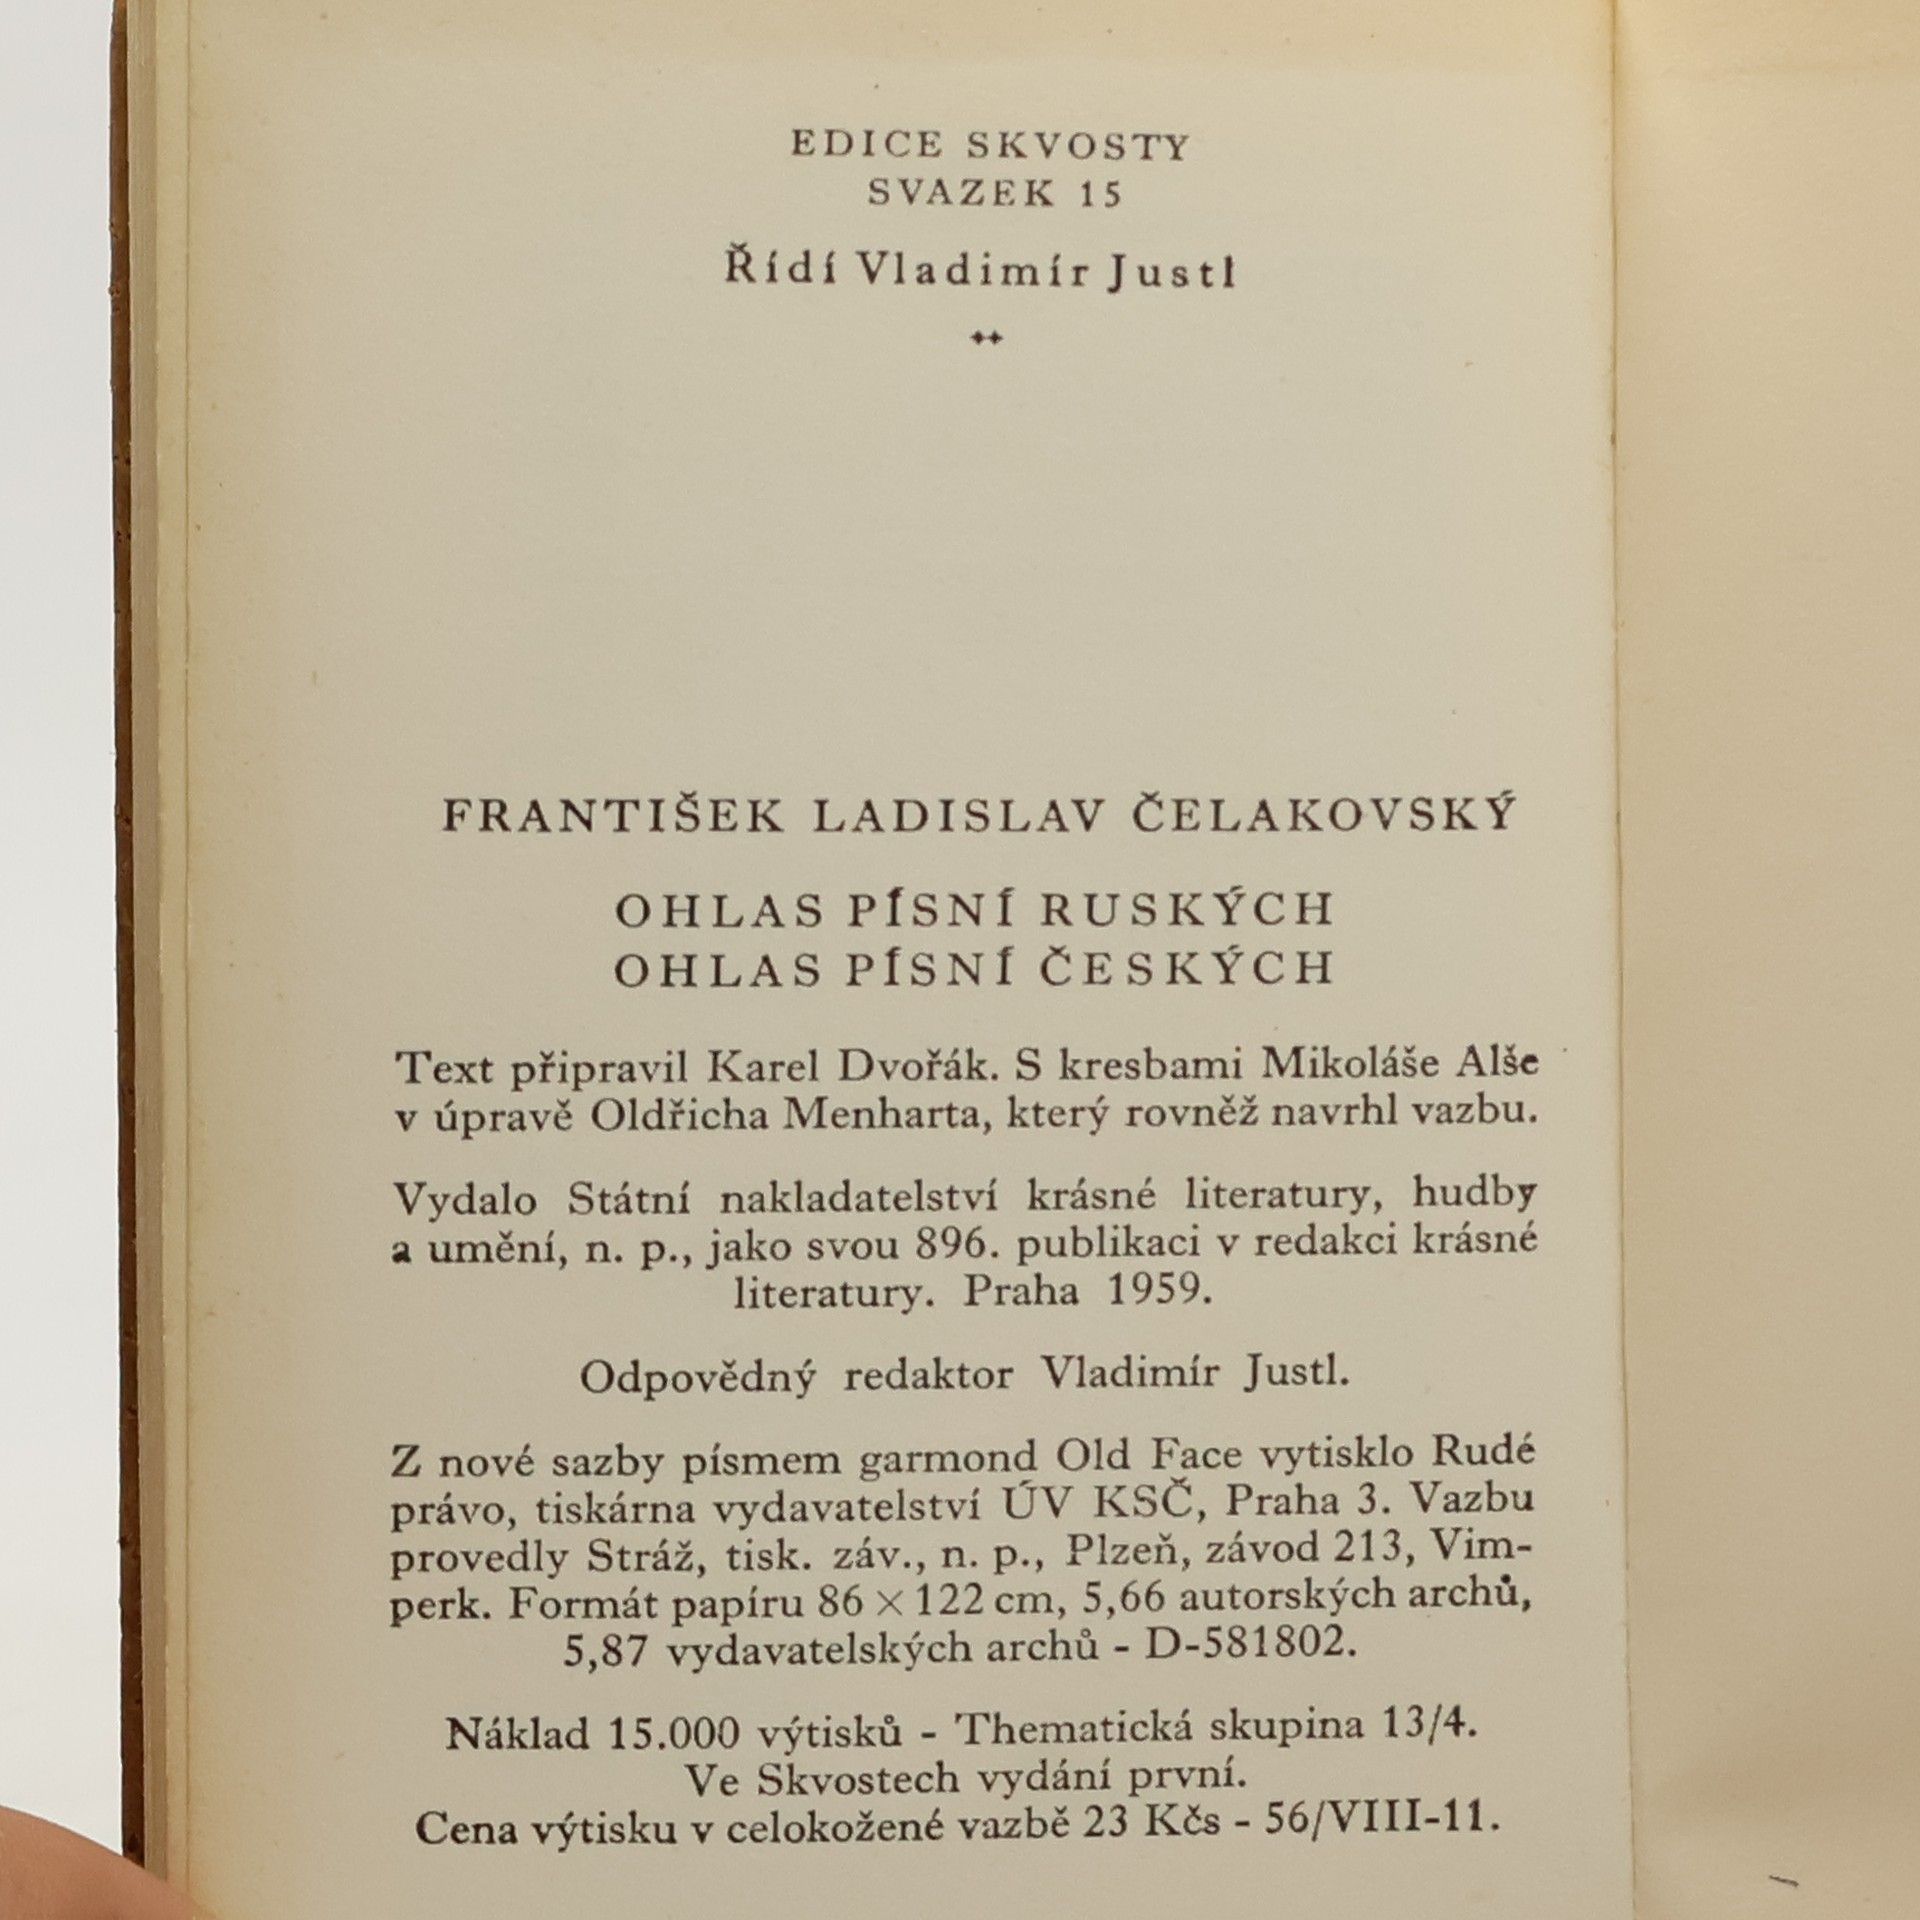 EDICE SKVOSTY
SVAZEK 15
Řídí Vladimír Justl
FRANTIŠEK LADISLAV ČELAKOVSKÝ
OHLAS PÍSNÍ RUSKÝCH
OHLAS PÍSNÍ ČESKÝCH
Text připravil Karel Dvořák. S kresbami Mikoláše Alše
v úpravě Oldřicha Menharta, který rovněž navrhl vazbu.
Vydalo Státní nakladatelství krásné literatury, hudby
a umění, n. p., jako svou 896. publikaci v redakci krásné
literatury. Praha 1959.
Odpovědný redaktor Vladimír Justl.
Z nové sazby písmem garmond Old Face vytisklo Rudé
právo, tiskárna vydavatelství ÚV KSČ, Praha 3. Vazbu
provedly Stráž, tisk. záv., n. p., Plzeň, závod 213, Vim-
perk. Formát papíru 86 × 122 cm, 5,66 autorských archů,
5,87 vydavatelských archů - D-581802.
Náklad 15.000 výtisků - Thematická skupina 13/4.
Ve Skvostech vydání první.
Cena výtisku v celokožené vazbě 23 Kčs - 56/VIII-11.